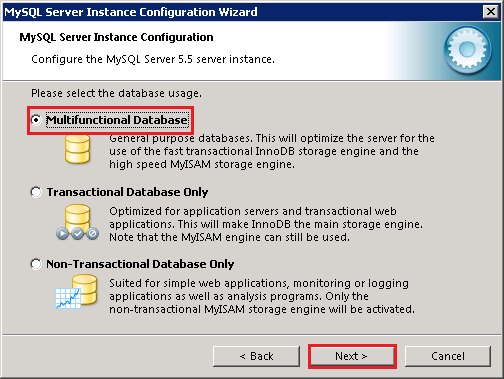 MySQL Server Instance Configuration Wizard
MySQL Server Instance Configuration
Configure the MySQL Server 5.5 server instance.
Please select the database usage.
Multifunctional Database
General purpose databases. This will optimize the server for the
use of the fast transactional InnoDB storage engine and the
high speed MyISAM storage engine.
Transactional Database Only
Optimized for application servers and transactional web
applications. This will make InnoDB the main storage engine.
Note that the MyISAM engine can still be used.
Non-Transactional Database Only
Suited for simple web applications, monitoring or logging
applications as well as analysis programs. Only the
non-transactional MyISAM storage engine will be activated.
< Back
Next >
Cancel